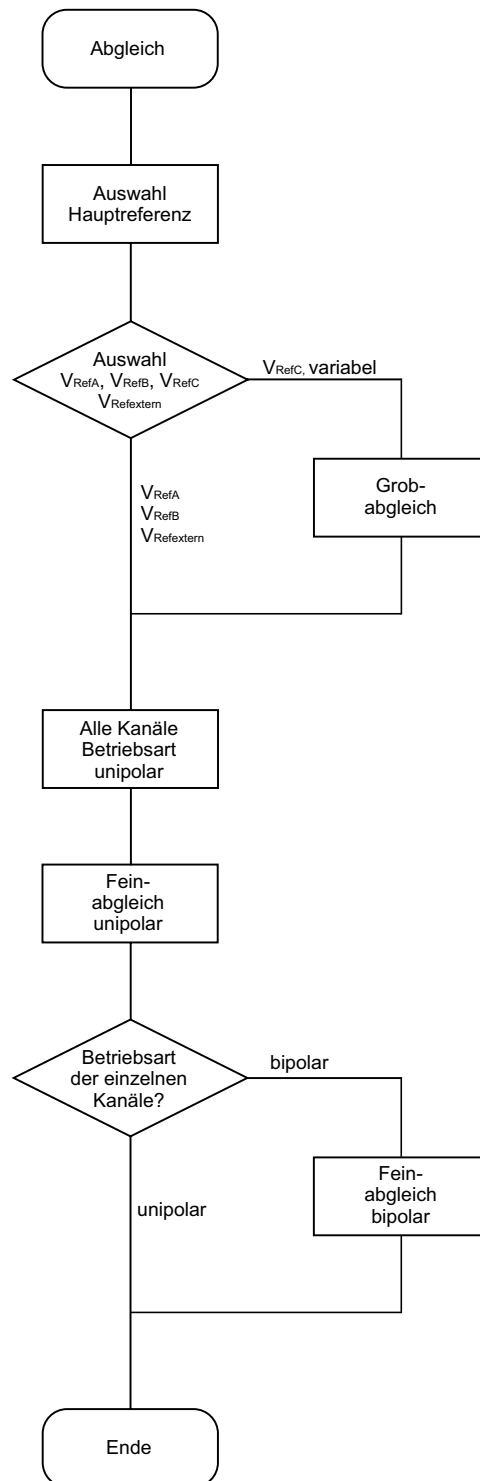 Abgleich
Auswahl
Hauptreferenz
Auswahl
VRefA, VRefB, VRefC
VRefextern
VRefC, variabel
Grob-
abgleich
VRefA
VRefB
VRefextern
Alle Kanäle
Betriebsart
unipolar
Fein-
abgleich
unipolar
Betriebsart
der einzelnen
Kanäle?
bipolar
Fein-
abgleich
bipolar
unipolar
Ende